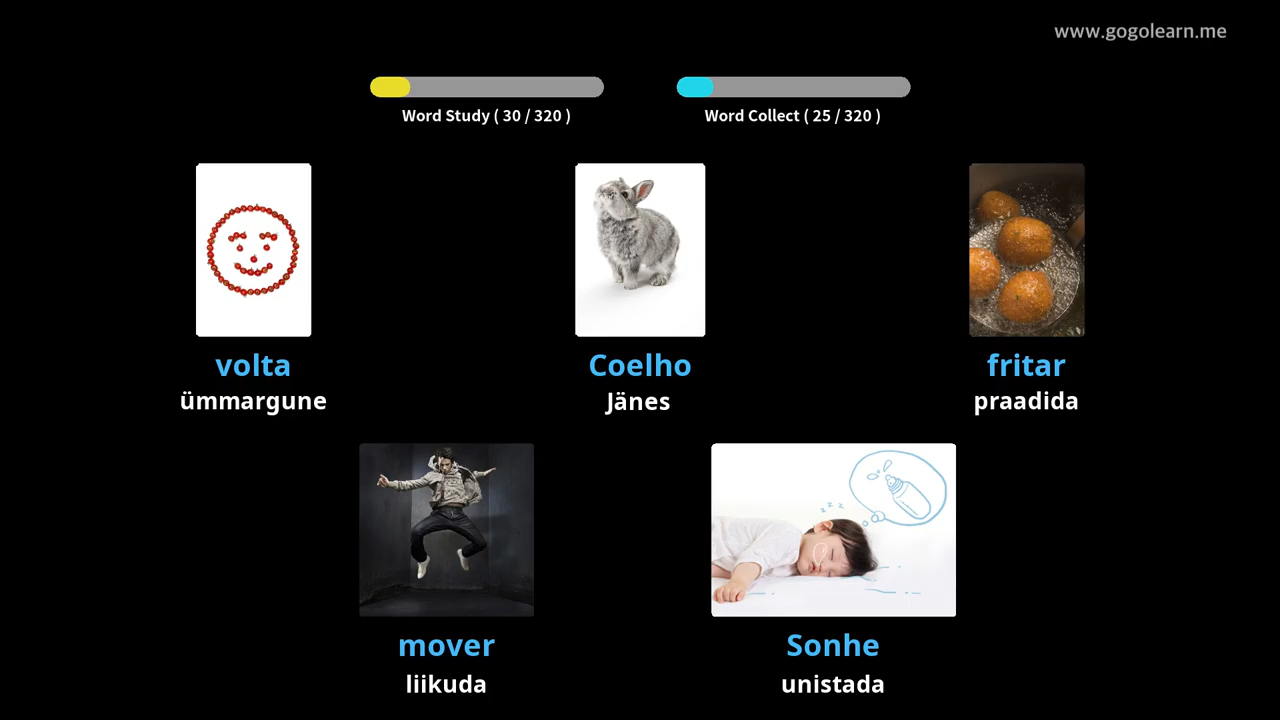 www.gogolearn.me
Word Study ( 30 / 320 )
Word Collect ( 25 / 320 )
volta
ümmargune
Coelho
Jänes
fritar
praadida
mover
liikuda
Sonhe
unistada